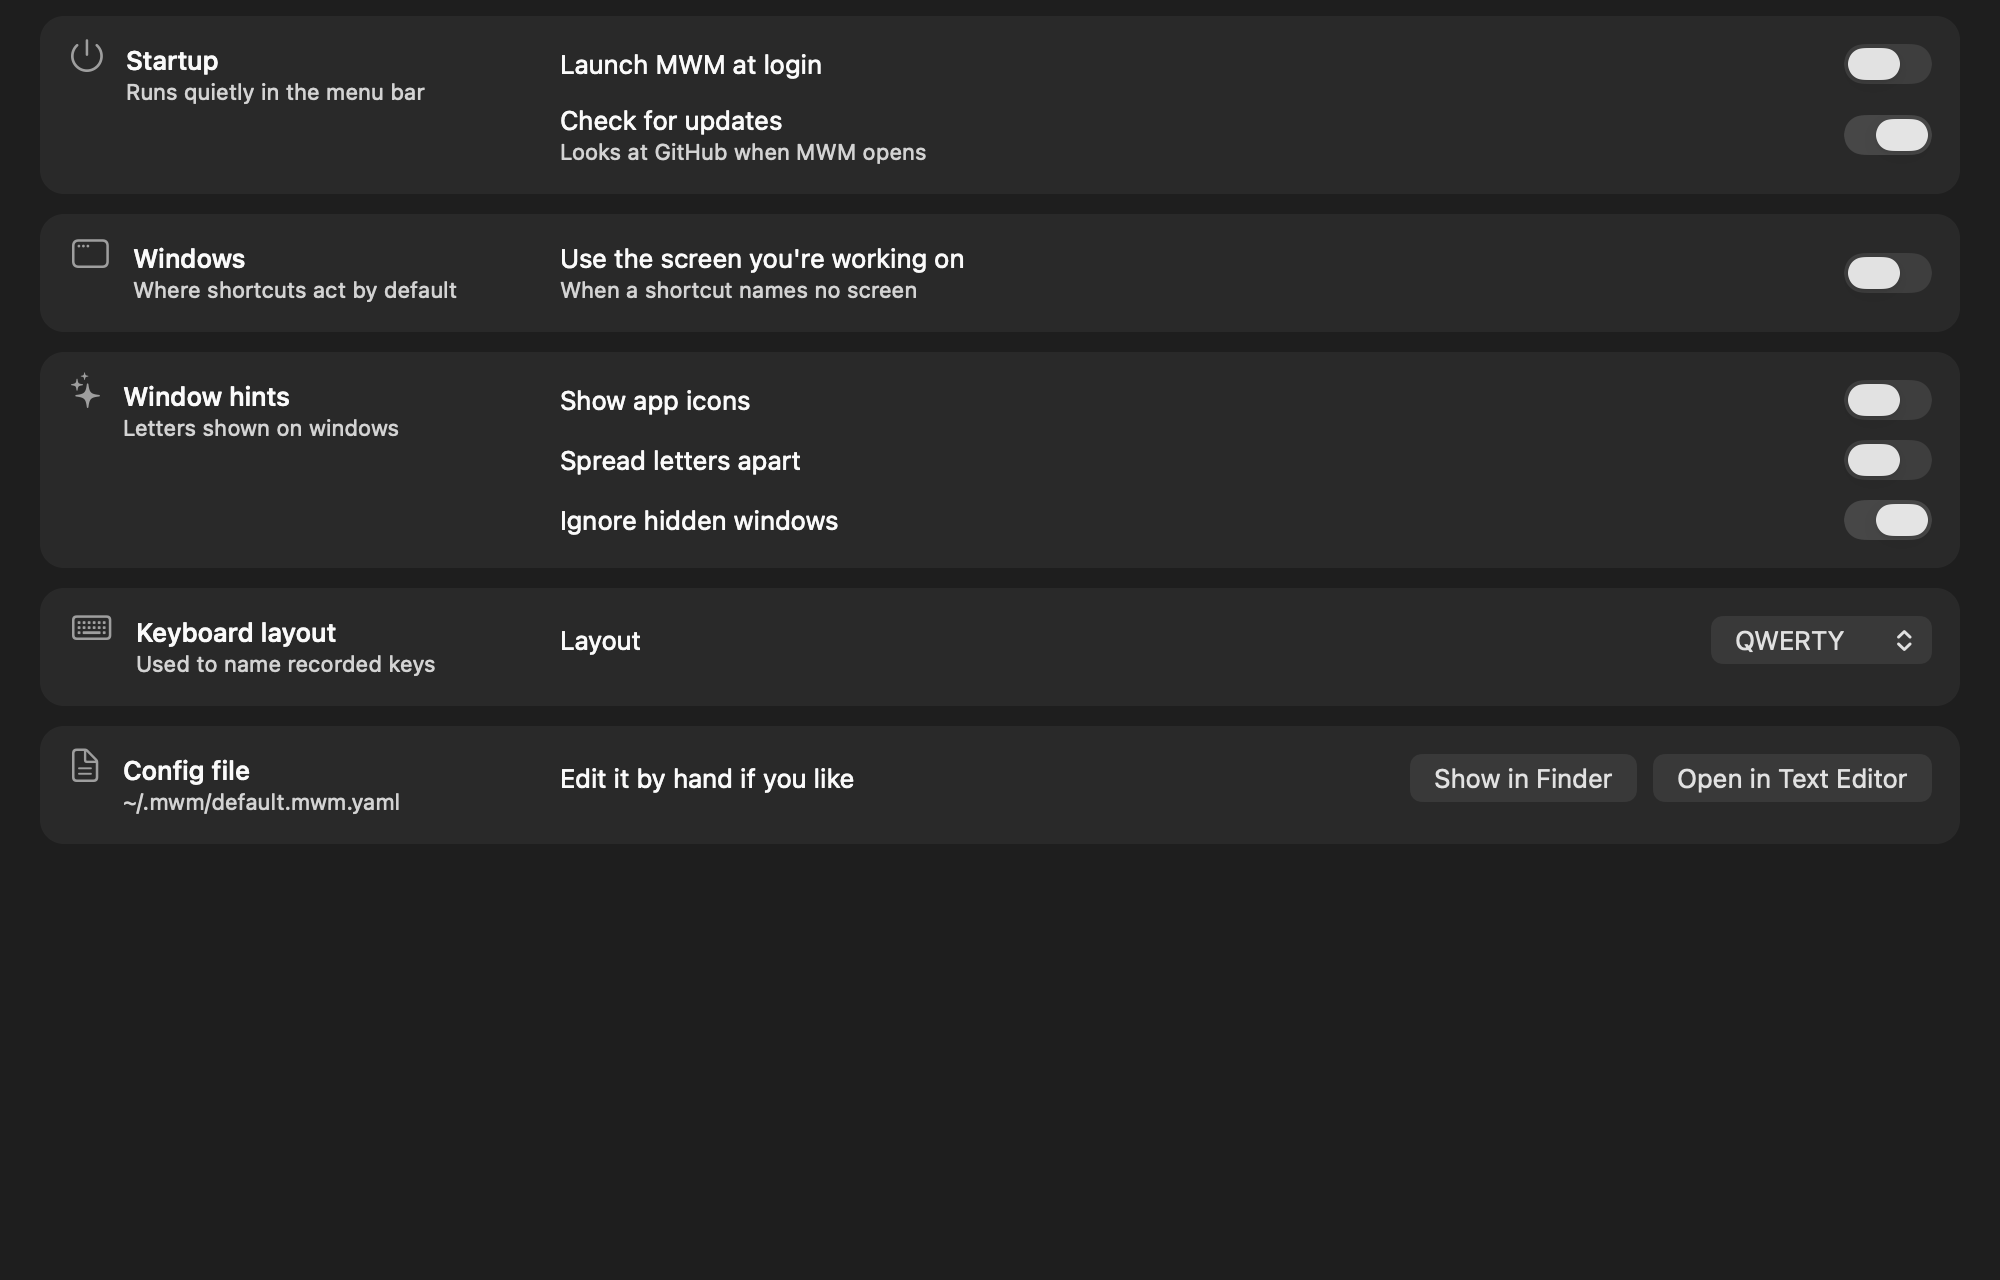 Startup
Runs quietly in the menu bar
Launch MWM at login
Check for updates
Looks at GitHub when MWM opens
Windows
Where shortcuts act by default
Use the screen you're working on
When a shortcut names no screen
Window hints
Letters shown on windows
Show app icons
Spread letters apart
Ignore hidden windows
Keyboard layout
Used to name recorded keys
Layout
QWERTY
Config file
~/.mwm/default.mwm.yaml
Edit it by hand if you like
Show in Finder
Open in Text Editor